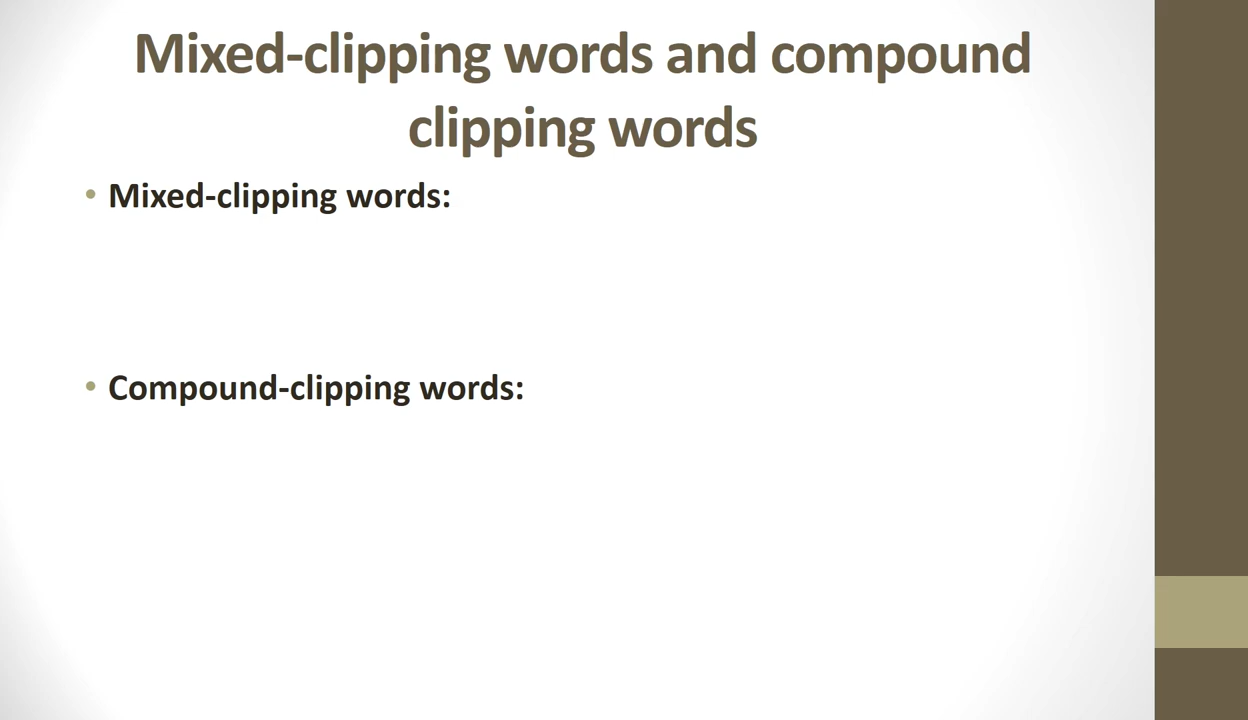 Mixed-clipping words and compound
clipping words
• Mixed-clipping words:
• Compound-clipping words: